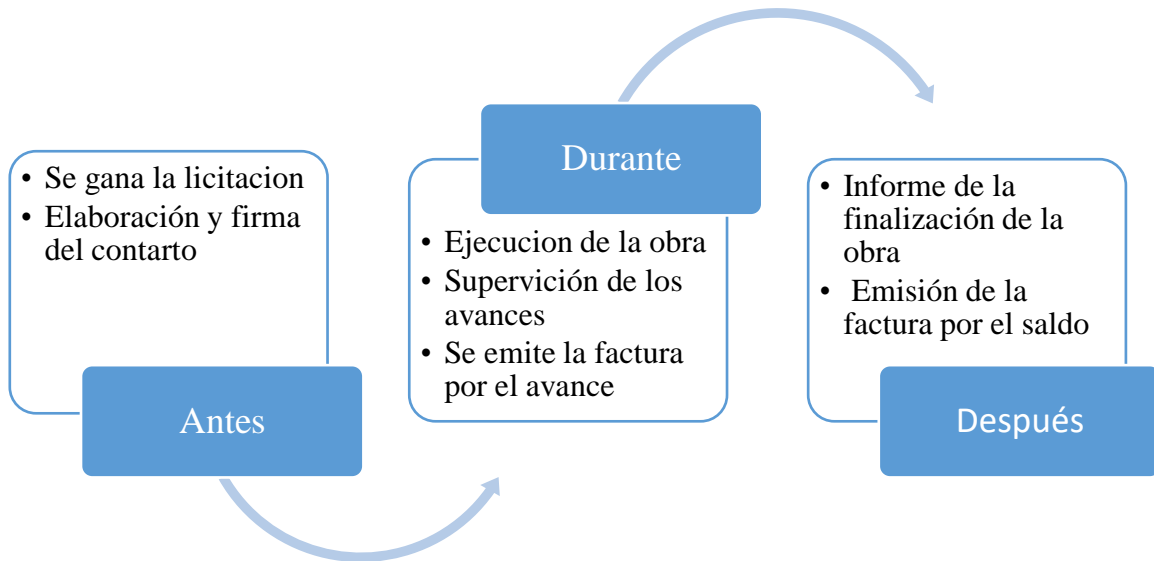 • Se gana la licitacion
• Elaboración y firma
del contarto
Antes
Durante
• Ejecucion de la obra
• Supervición de los
avances
• Se emite la factura
por el avance
• Informe de la
finalización de la
obra
• Emisión de la
factura por el saldo
Después